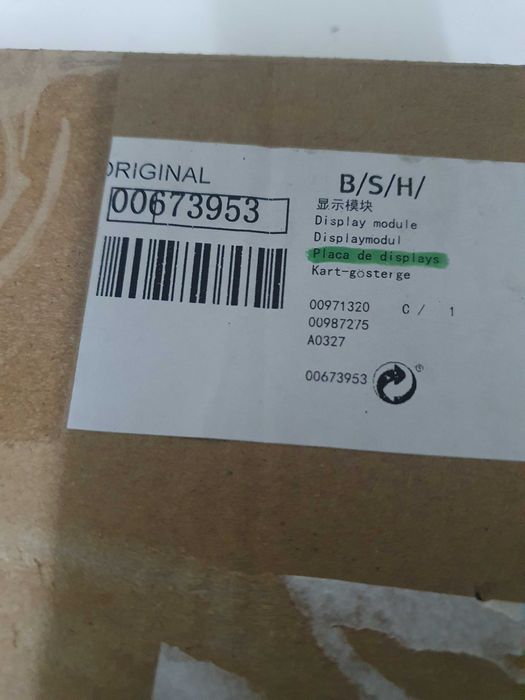 ORIGINAL
00673953
B/S/H/
显示模块
Display module
Displaymodul
Placa de displays
Kart-gösterge
00971320 C / 1
00987275
A0327
00673953 ®